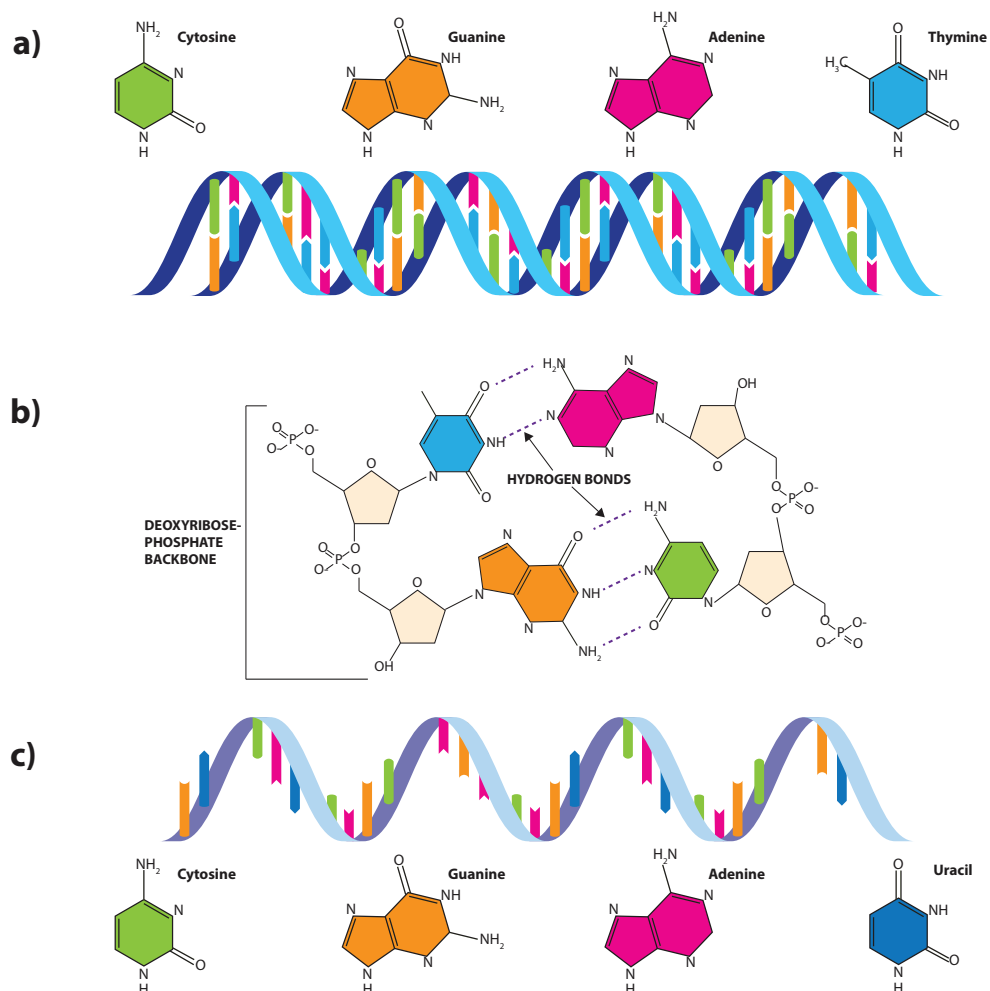 a)
NH2 Cytosine
N
O
N
H
O Guanine
N NH
NH2
N N
H
H2N Adenine
N N
N N
H
O Thymine
H3C
NH
O
N
H
b)
H2N N
O OH
N N
O-
P O- NH N
O O
O N O O
HYDROGEN BONDS
O P O-
O O-
H2N O
DEOXYRIBOSE-
PHOSPHATE
BACKBONE
N O
O O
P
O- O N
O NH
N N O
N O O
O P O-
O-
NH2
OH
c)
NH2 Cytosine
N
O
N
H
O Guanine
N NH
NH2
N N
H
H2N Adenine
N N
N N
H
O Uracil
NH
O
N
H